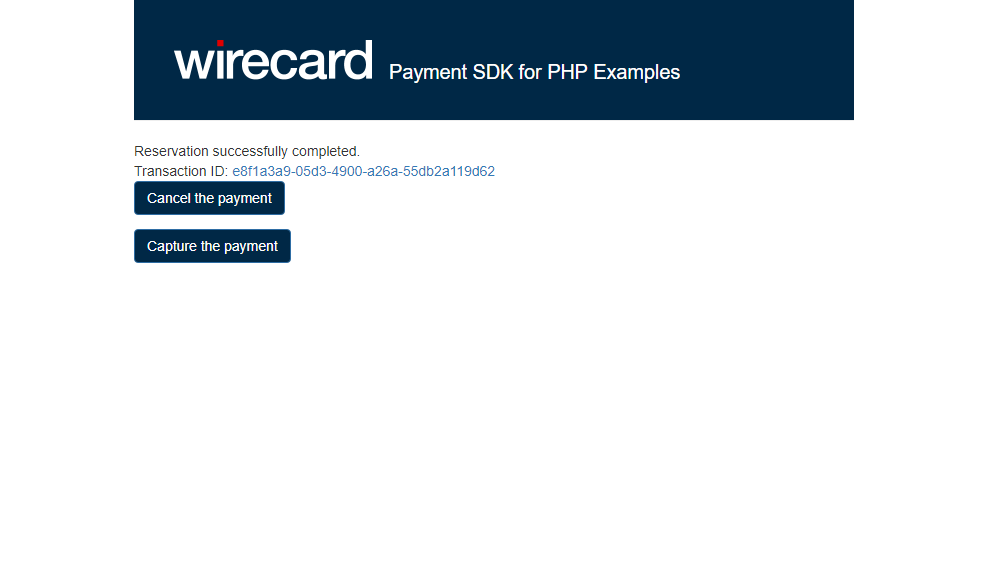 wirecard Payment SDK for PHP Examples
Reservation successfully completed.
Transaction ID: e8f1a3a9-05d3-4900-a26a-55db2a119d62
Cancel the payment
Capture the payment